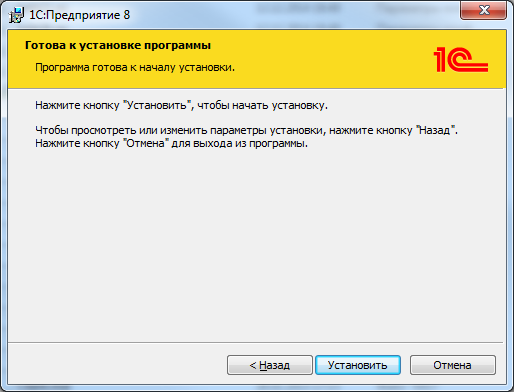 1С:Предприятие 8
Готова к установке программы
Программа готова к началу установки.
1С
Нажмите кнопку "Установить", чтобы начать установку.
Чтобы просмотреть или изменить параметры установки, нажмите кнопку "Назад".
Нажмите кнопку "Отмена" для выхода из программы.
< Назад
Установить
Отмена